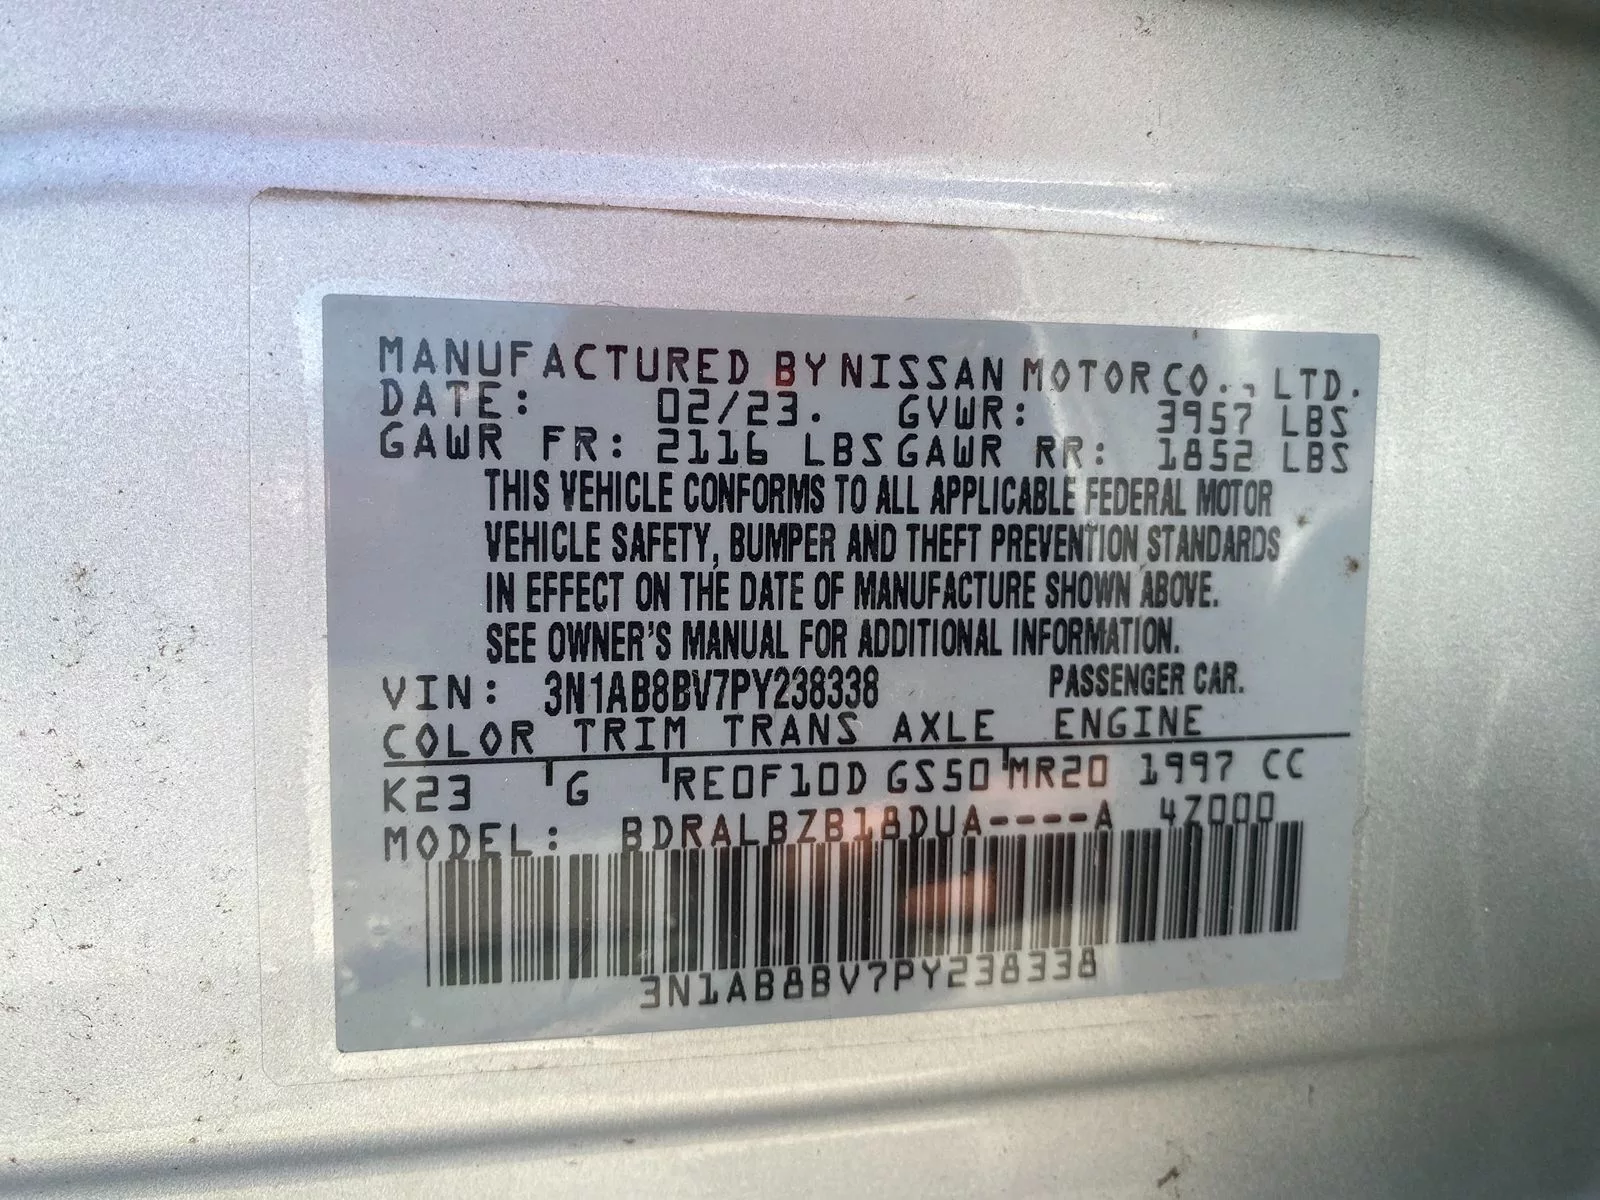 MANUFACTURED BY NISSAN MOTOR CO., LTD.
DATE: 02/23. GVWR: 3957 LBS
GAWR FR: 2116 LBS GAWR RR: 1852 LBS
THIS VEHICLE CONFORMS TO ALL APPLICABLE FEDERAL MOTOR
VEHICLE SAFETY, BUMPER AND THEFT PREVENTION STANDARDS
IN EFFECT ON THE DATE OF MANUFACTURE SHOWN ABOVE.
SEE OWNER'S MANUAL FOR ADDITIONAL INFORMATION.
VIN: 3N1AB8BV7PY238338 PASSENGER CAR.
COLOR TRIM TRANS AXLE ENGINE
K23 G RE0F10D GS50 MR20 1997 CC
MODEL: BDRALBZB18DUA----A 4Z000
3N1AB8BV7PY238338